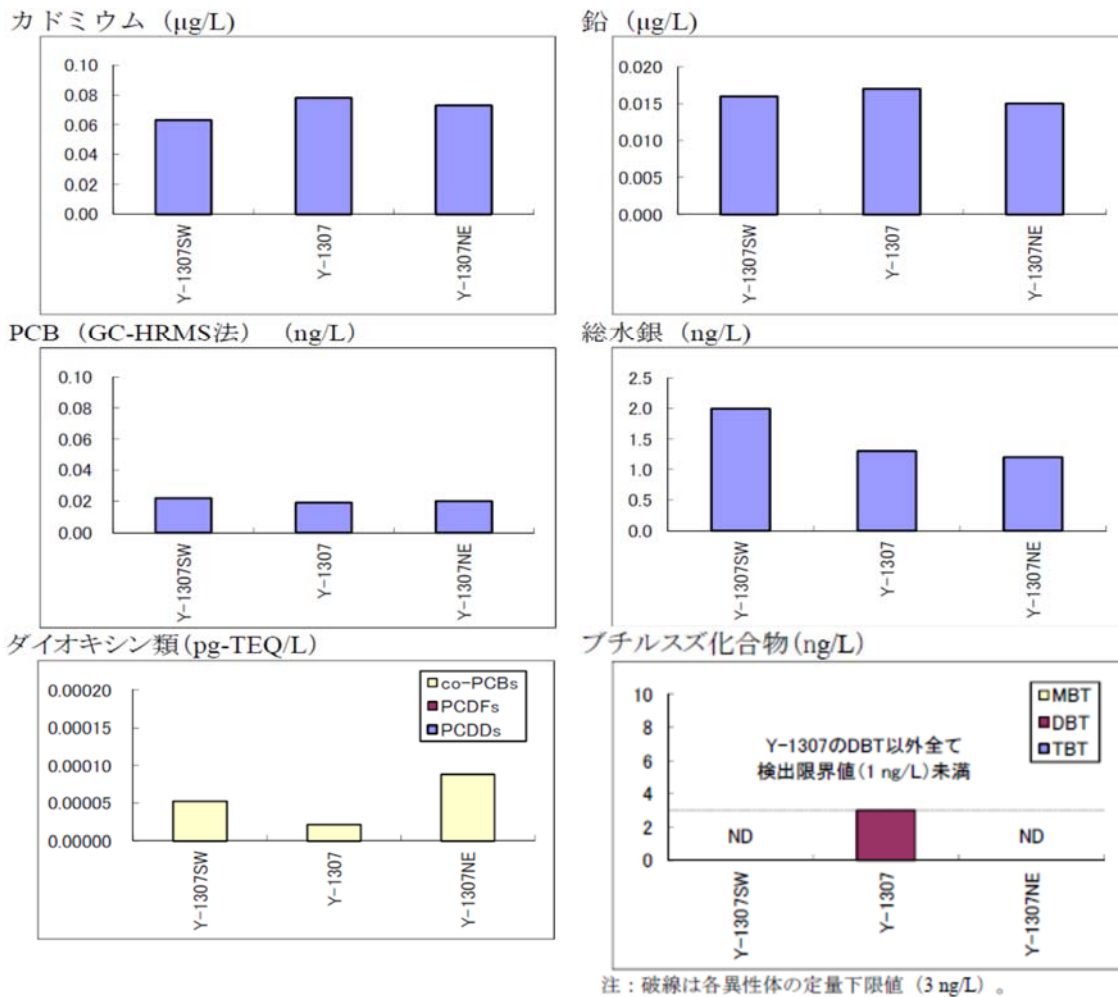 カドミウム (μg/L)
0.10
0.08
0.06
0.04
0.02
0.00
Y-1307SW
Y-1307
Y-1307NE
鉛 (μg/L)
0.020
0.015
0.010
0.005
0.000
Y-1307SW
Y-1307
Y-1307NE
PCB (GC-HRMS法) (ng/L)
0.10
0.08
0.06
0.04
0.02
0.00
Y-1307SW
Y-1307
Y-1307NE
総水銀 (ng/L)
2.5
2.0
1.5
1.0
0.5
0.0
Y-1307SW
Y-1307
Y-1307NE
ダイオキシン類(pg-TEQ/L)
0.00020
0.00015
0.00010
0.00005
0.00000
co-PCBs
PCDFs
PCDDs
Y-1307SW
Y-1307
Y-1307NE
ブチルスズ化合物(ng/L)
10
8
6
4
2
0
MBT
DBT
TBT
Y-1307のDBT以外全て
検出限界値(1 ng/L)未満
ND
ND
Y-1307SW
Y-1307
Y-1307NE
注：破線は各異性体の定量下限値（3 ng/L）。